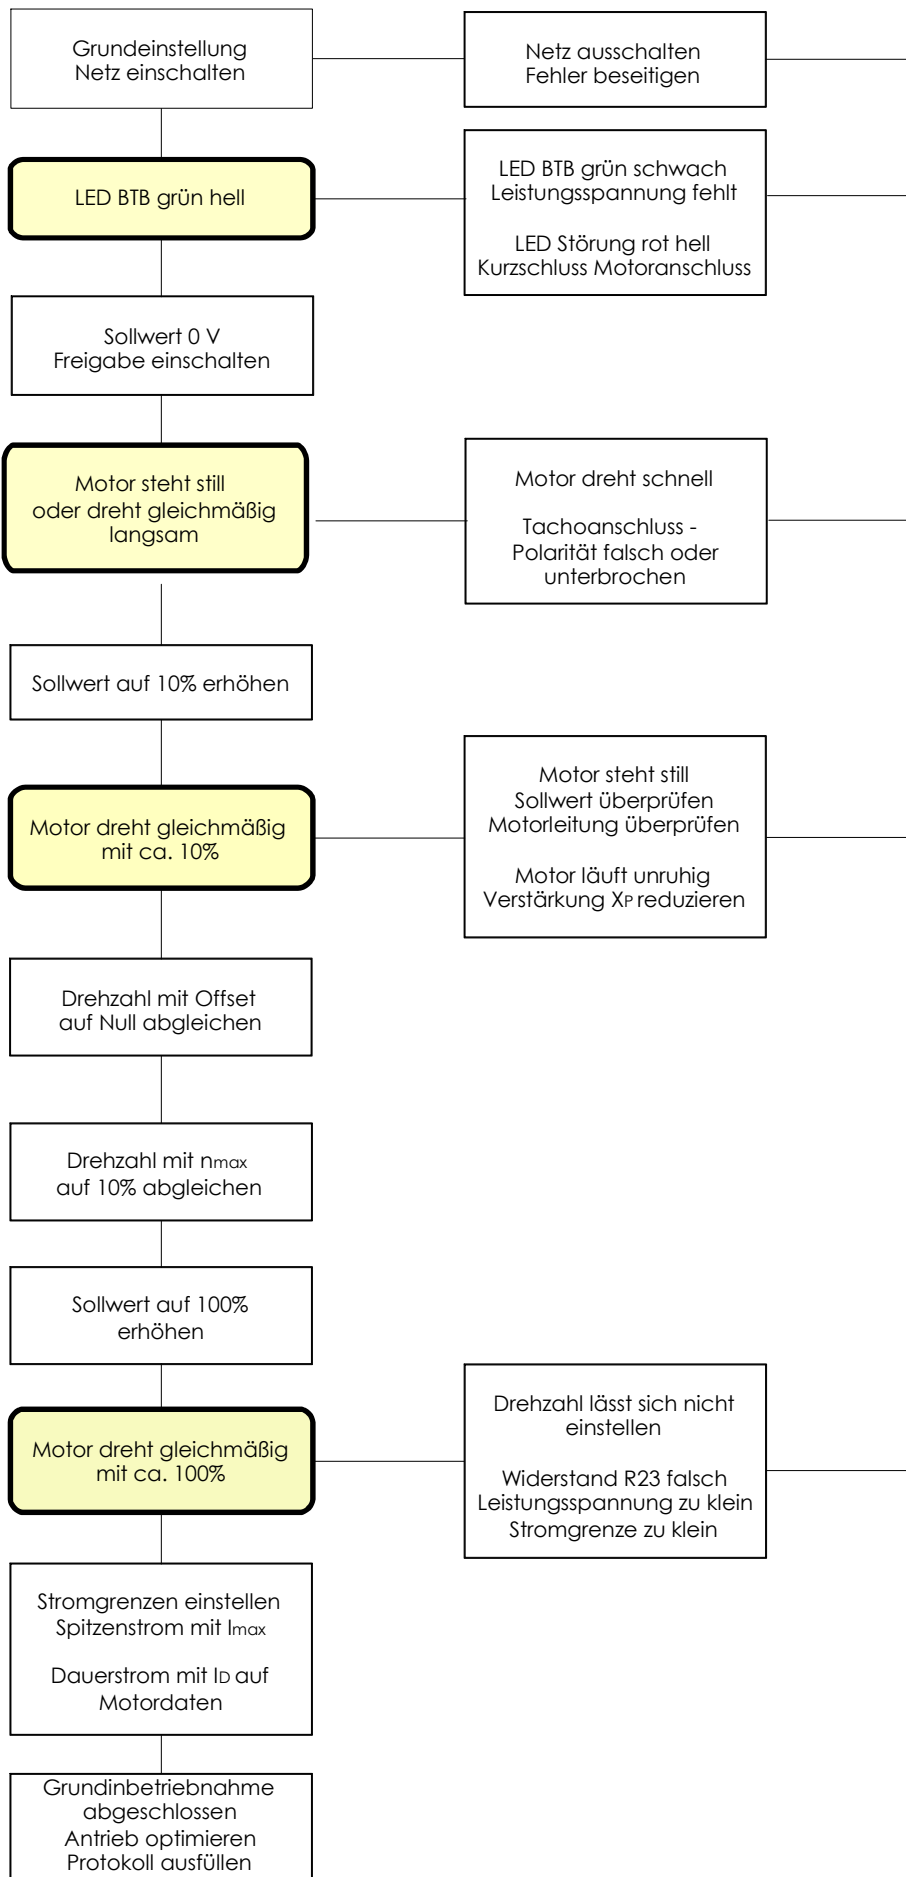 Grundeinstellung
Netz einschalten
Netz ausschalten
Fehler beseitigen
LED BTB grün hell
LED BTB grün schwach
Leistungsspannung fehlt
LED Störung rot hell
Kurzschluss Motoranschluss
Sollwert 0 V
Freigabe einschalten
Motor steht still
oder dreht gleichmäßig
langsam
Motor dreht schnell
Tachoanschluss -
Polarität falsch oder
unterbrochen
Sollwert auf 10% erhöhen
Motor dreht gleichmäßig
mit ca. 10%
Motor steht still
Sollwert überprüfen
Motorleitung überprüfen
Motor läuft unruhig
Verstärkung XP reduzieren
Drehzahl mit Offset
auf Null abgleichen
Drehzahl mit nmax
auf 10% abgleichen
Sollwert auf 100%
erhöhen
Motor dreht gleichmäßig
mit ca. 100%
Drehzahl lässt sich nicht
einstellen
Widerstand R23 falsch
Leistungsspannung zu klein
Stromgrenze zu klein
Stromgrenzen einstellen
Spitzenstrom mit Imax
Dauerstrom mit ID auf
Motordaten
Grundinbetriebnahme
abgeschlossen
Antrieb optimieren
Protokoll ausfüllen